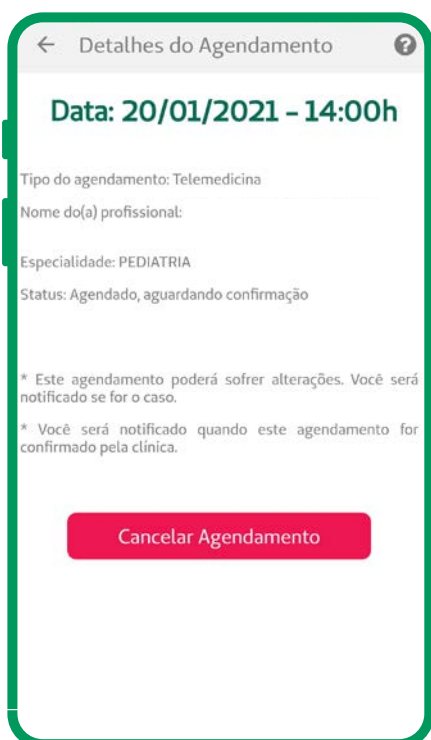 Detalhes do Agendamento
?
Data: 20/01/2021 – 14:00h
Tipo do agendamento: Telemedicina
Nome do(a) profissional:
Especialidade: PEDIATRIA
Status: Agendado, aguardando confirmação
* Este agendamento poderá sofrer alterações. Você será
notificado se for o caso.
* Você será notificado quando este agendamento for
confirmado pela clínica.
Cancelar Agendamento